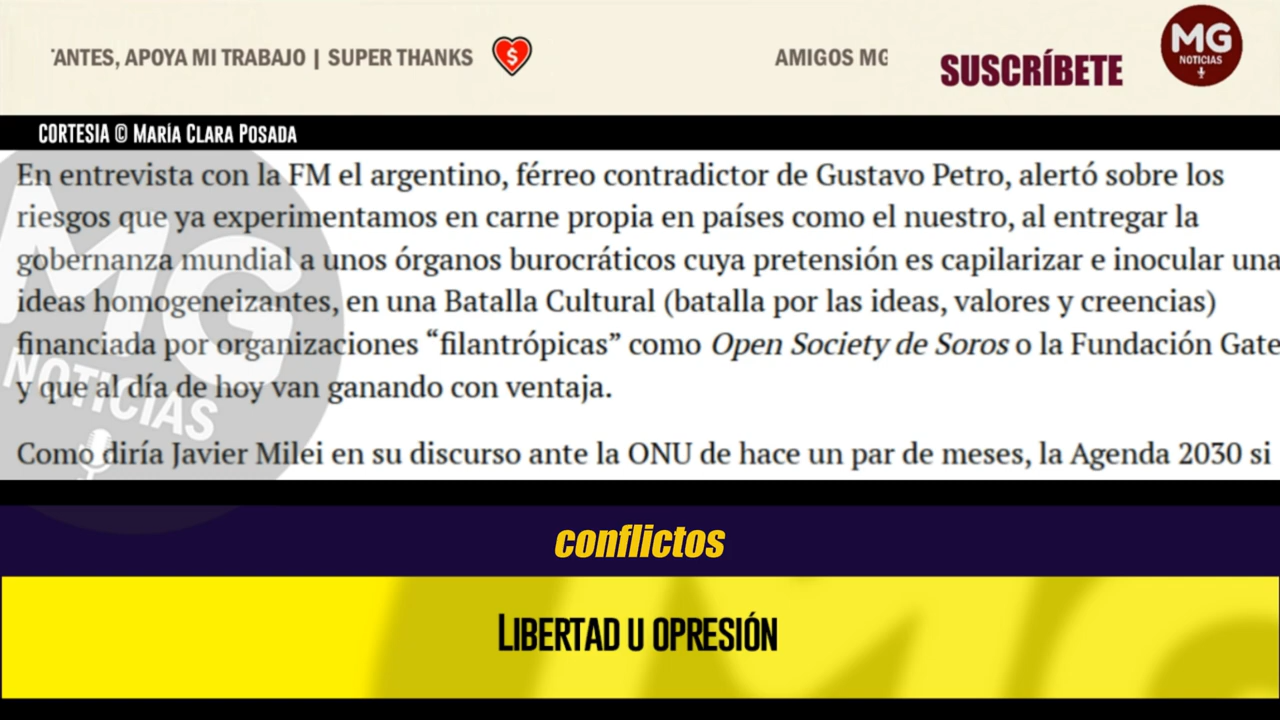 'ANTES, APOYA MI TRABAJO | SUPER THANKS
AMIGOS MG
SUSCRÍBETE
MG
NOTICIAS
CORTESIA © MARÍA CLARA POSADA
En entrevista con la FM el argentino, férreo contradictor de Gustavo Petro, alertó sobre los
riesgos que ya experimentamos en carne propia en países como el nuestro, al entregar la
gobernanza mundial a unos órganos burocráticos cuya pretensión es capilarizar e inocular una
ideas homogeneizantes, en una Batalla Cultural (batalla por las ideas, valores y creencias)
financiada por organizaciones “filantrópicas” como Open Society de Soros o la Fundación Gate
y que al día de hoy van ganando con ventaja.
Como diría Javier Milei en su discurso ante la ONU de hace un par de meses, la Agenda 2030 si
MG
NOTICIAS
conflictos
LIBERTAD U OPRESIÓN